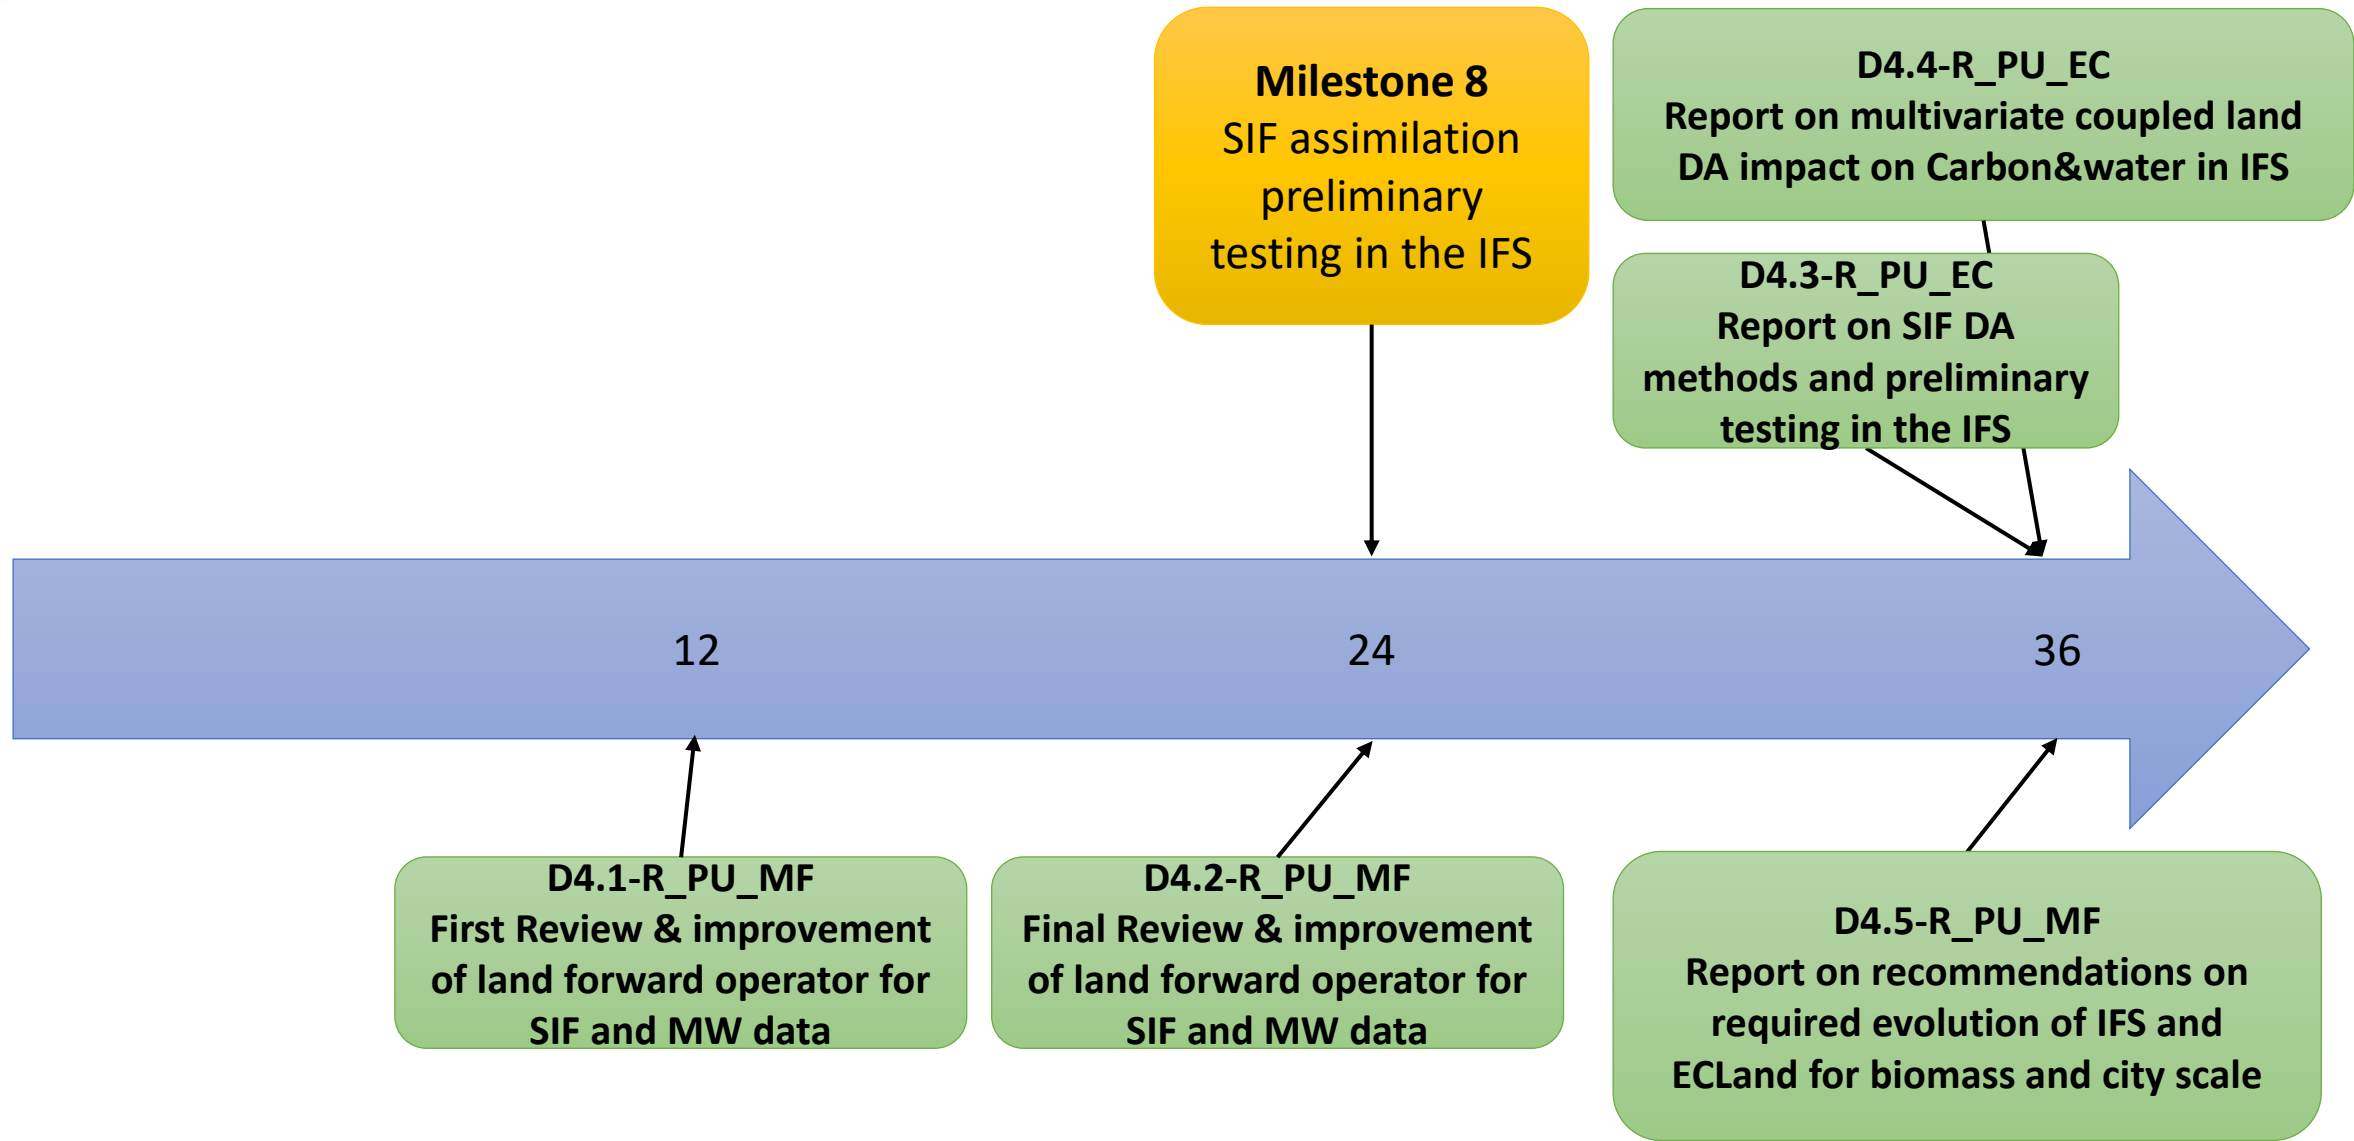 Milestone 8
SIF assimilation
preliminary
testing in the IFS
D4.4-R_PU_EC
Report on multivariate coupled land
DA impact on Carbon&water in IFS
D4.3-R_PU_EC
Report on SIF DA
methods and preliminary
testing in the IFS
12
24
36
D4.1-R_PU_MF
First Review & improvement
of land forward operator for
SIF and MW data
D4.2-R_PU_MF
Final Review & improvement
of land forward operator for
SIF and MW data
D4.5-R_PU_MF
Report on recommendations on
required evolution of IFS and
ECLand for biomass and city scale